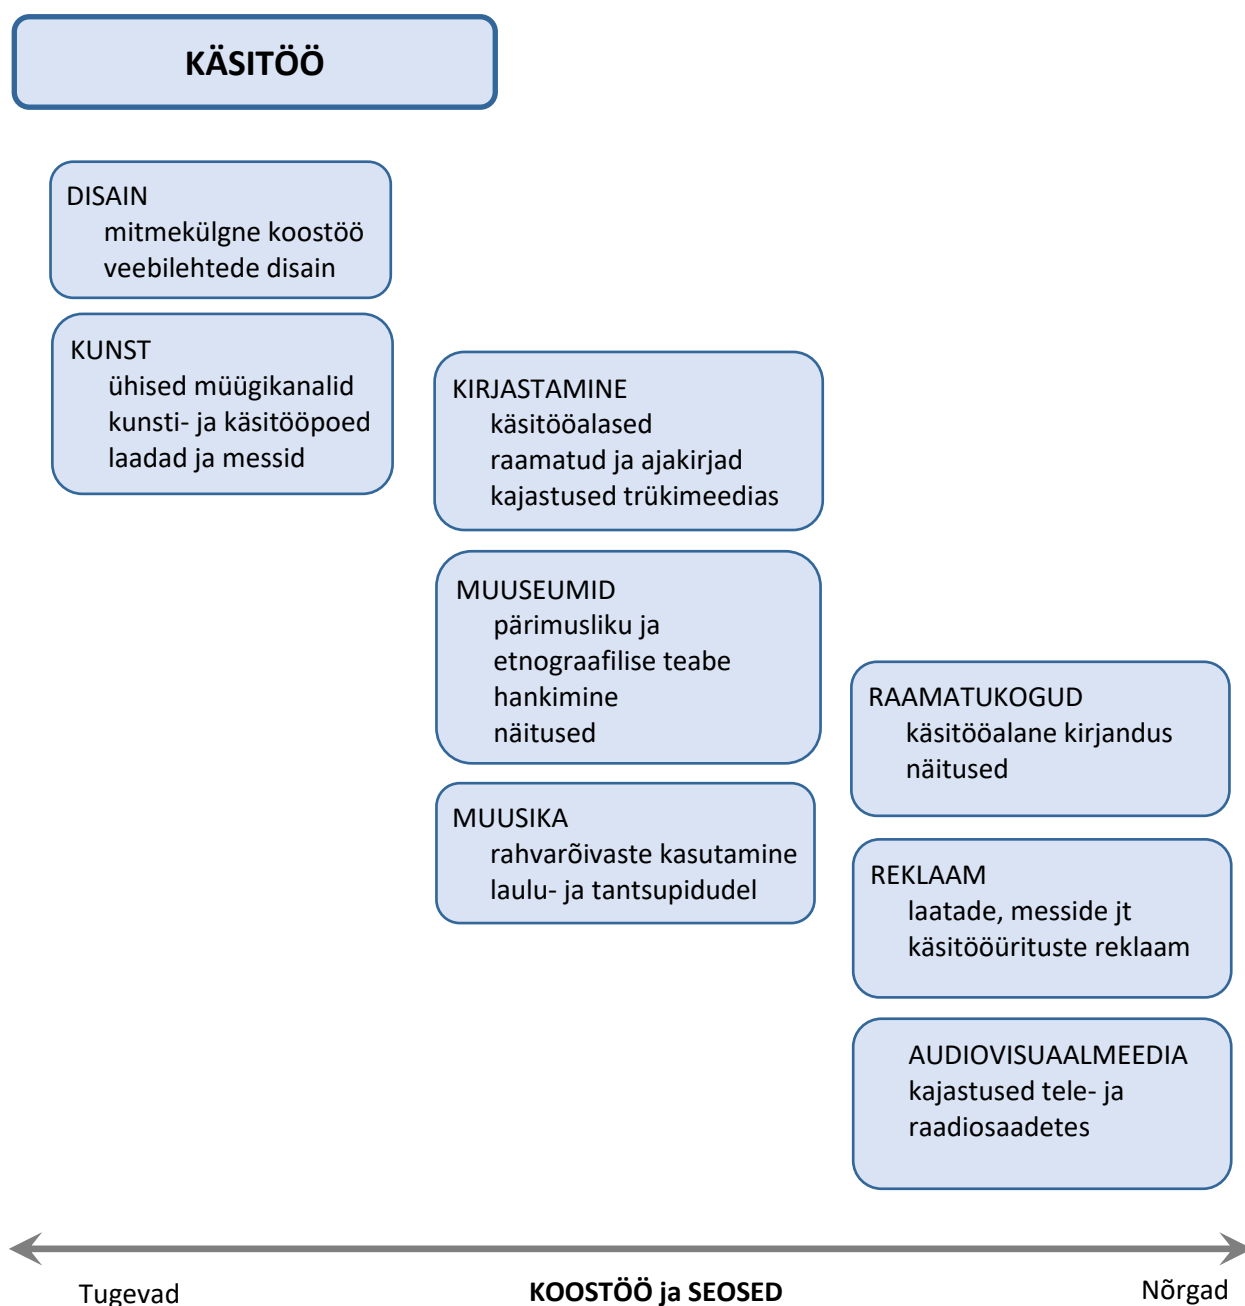 KÄSITÖÖ
DISAIN
mitmekülgne koostöö
veebilehtede disain
KUNST
ühised müügikanalid
kunsti- ja käsitööpoed
laadad ja messid
KIRJASTAMINE
käsitööalased
raamatud ja ajakirjad
kajastused trükimeedias
MUUSEUMID
pärimusliku ja
etnograafilise teabe
hankimine
näitused
MUUSIKA
rahvarõivaste kasutamine
laulu- ja tantsupidudel
RAAMATUKOGUD
käsitööalane kirjandus
näitused
REKLAAM
laatade, messide jt
käsitööürituste reklaam
AUDIOVISUAALMEEDIA
kajastused tele- ja
raadiosaadetes
Tugevad
KOOSTÖÖ ja SEOSED
Nõrgad